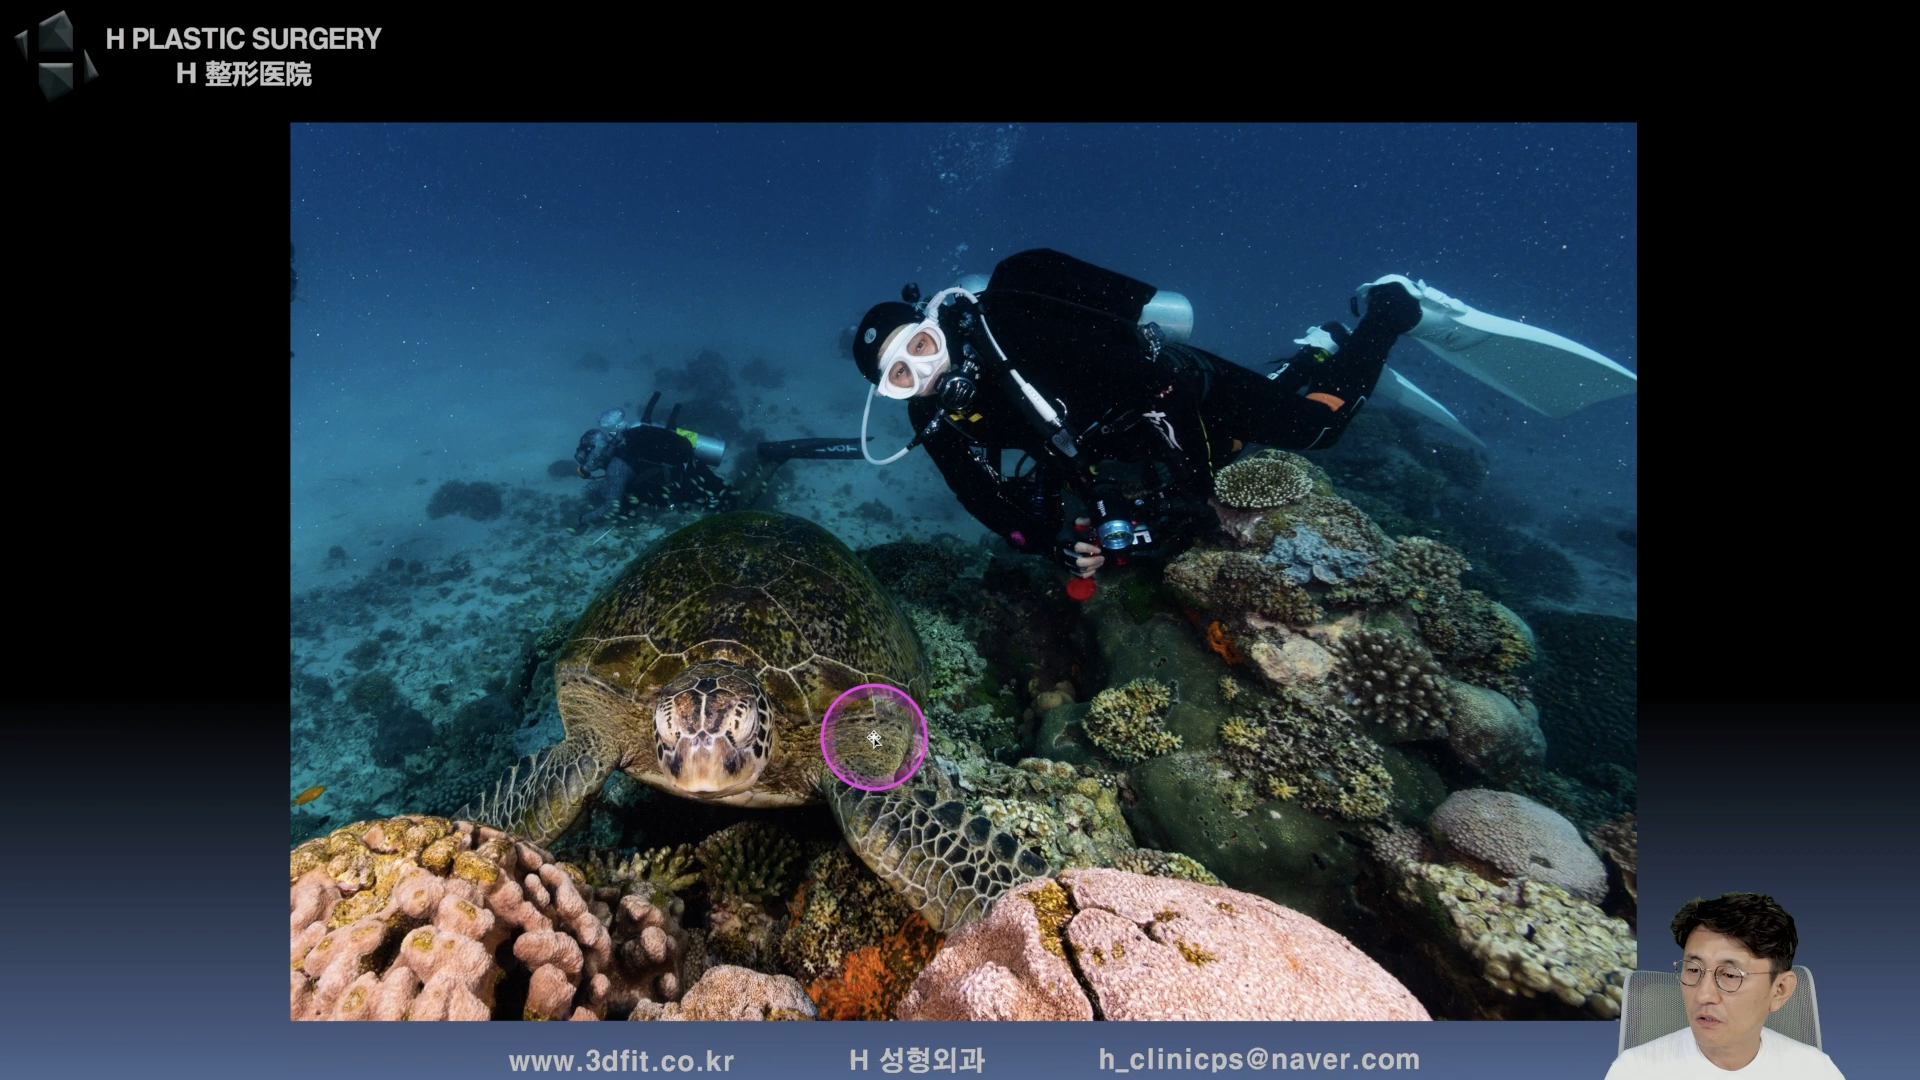 H PLASTIC SURGERY
H 整形医院
www.3dfit.co.kr
H 성형외과
h_clinicps@naver.com